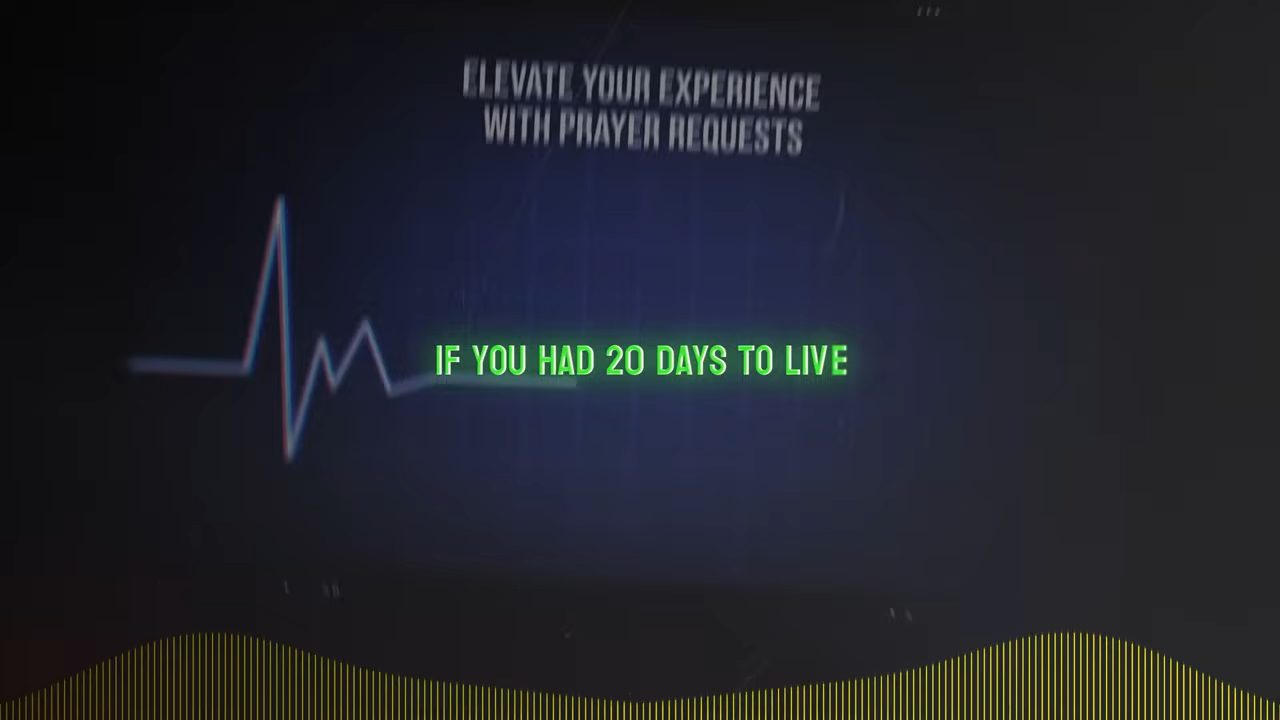 ELEVATE YOUR EXPERIENCE
WITH PRAYER REQUESTS
IF YOU HAD 20 DAYS TO LIVE